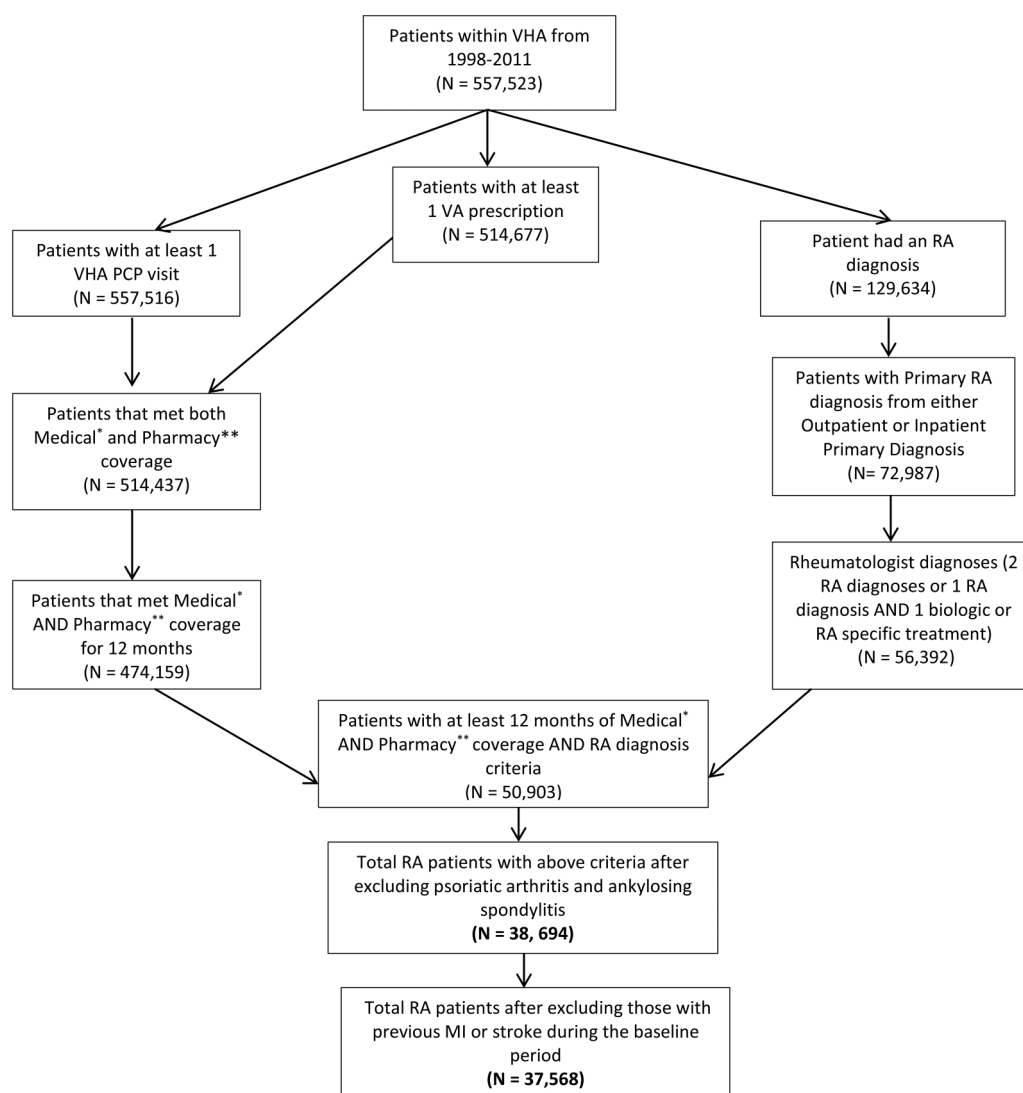 Patients within VHA from
1998-2011
(N = 557,523)
Patients with at least
1 VA prescription
(N = 514,677)
Patients with at least 1
VHA PCP visit
(N = 557,516)
Patient had an RA
diagnosis
(N = 129,634)
Patients that met both
Medical* and Pharmacy**
coverage
(N = 514,437)
Patients with Primary RA
diagnosis from either
Outpatient or Inpatient
Primary Diagnosis
(N= 72,987)
Patients that met Medical*
AND Pharmacy** coverage
for 12 months
(N = 474,159)
Rheumatologist diagnoses (2
RA diagnoses or 1 RA
diagnosis AND 1 biologic or
RA specific treatment)
(N = 56,392)
Patients with at least 12 months of Medical*
AND Pharmacy** coverage AND RA diagnosis
criteria
(N = 50,903)
Total RA patients with above criteria after
excluding psoriatic arthritis and ankylosing
spondylitis
(N = 38, 694)
Total RA patients after excluding those with
previous MI or stroke during the baseline
period
(N = 37,568)